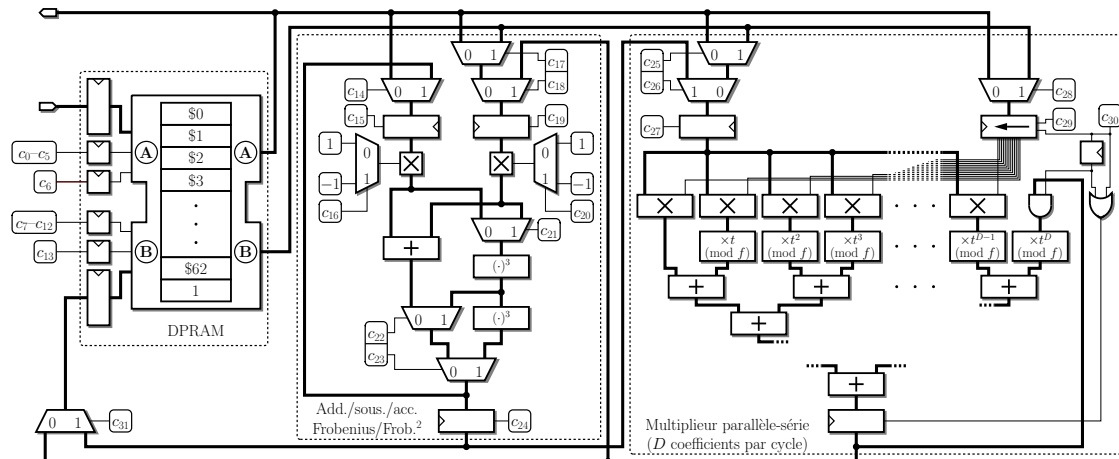 0 1 c₁₇
c₁₈
c₁₄ 0 1 0 1
c₁₅ c₁₉
1 0 0 1
−1 1 1 −1
c₁₆ c₂₀
× ×
+ 0 1 c₂₁
(·)³
(·)³
c₂₂ 0 1
c₂₃ 0 1
c₂₄
Add./sous./acc.
Frobenius/Frob.²
c₀–c₅
c₆
c₇–c₁₂
c₁₃
A A
B B
$0
$1
$2
$3
$62
1
DPRAM
0 1 c₃₁
c₂₅ 0 1
c₂₆ 1 0
c₂₇
0 1 c₂₈
c₂₉
c₃₀
× × × × ×
×t (mod f)
×t² (mod f)
×t³ (mod f)
×t^{D−1} (mod f)
×t^D (mod f)
+ + +
+
+
Multiplieur parallèle-série
(D coefficients par cycle)